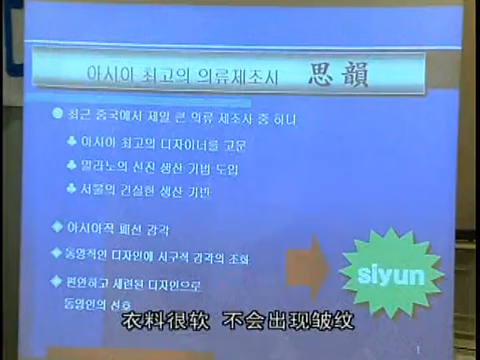 아시아 최고의 의류제조사 思韻
● 최근 중국에서 제일 큰 의류 제조사 중 하나
♣ 아시아 최고의 디자이너를 고문
♣ 밀라노의 신진 생산 기법 도입
♣ 서울의 건실한 생산 기반
◆ 아시아적 패션 감각
◆ 동양적인 디자인에 서구적 감각의 조화
◆ 편안하고 세련된 디자인으로
동양인의 선호
siyun
衣料很软 不会出现皱纹
1